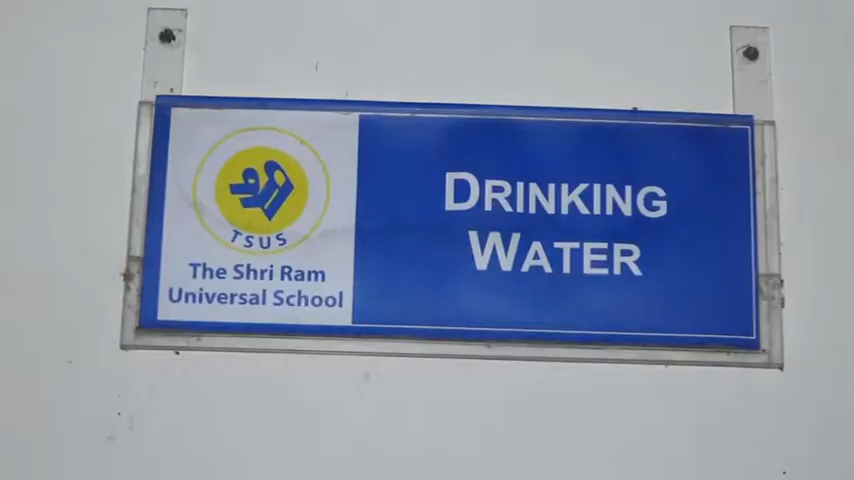 TSUS
The Shri Ram
Universal School
DRINKING
WATER